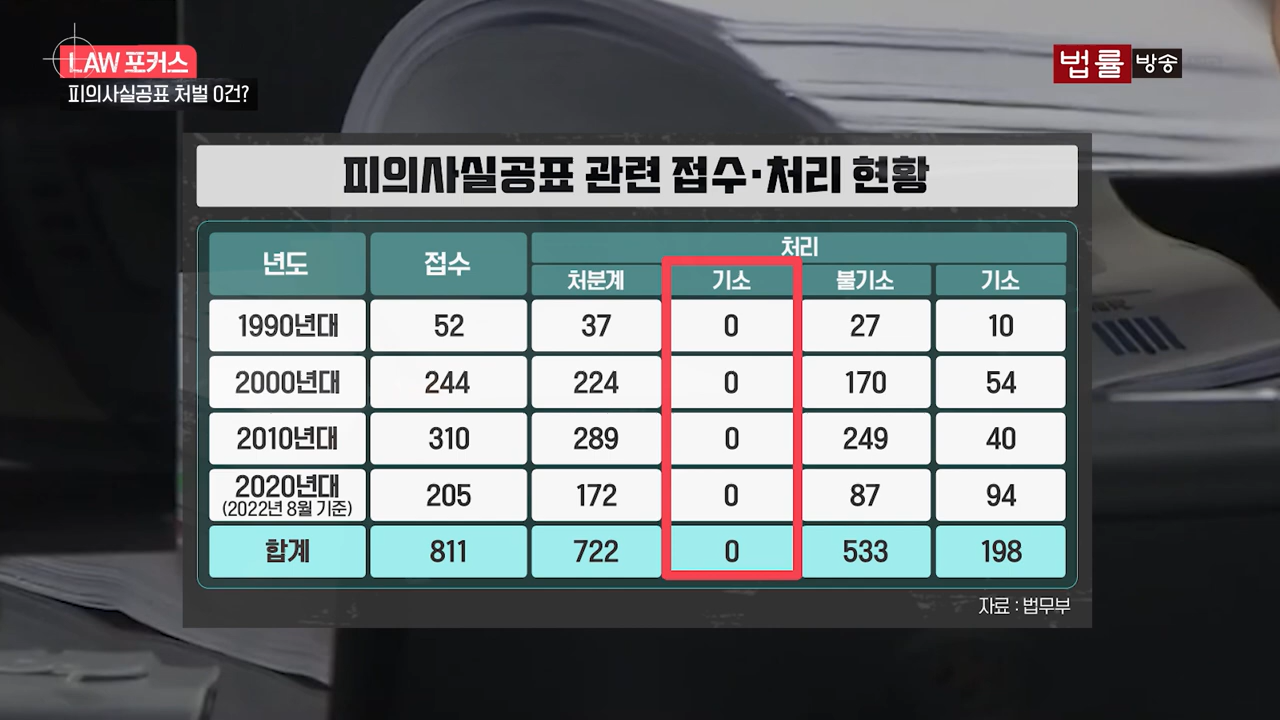 LAW 포커스
피의사실공표 처벌 0건?
법률방송
피의사실공표 관련 접수·처리 현황
년도 접수 처리
처분계 기소 불기소 기소
1990년대 52 37 0 27 10
2000년대 244 224 0 170 54
2010년대 310 289 0 249 40
2020년대 205 172 0 87 94
(2022년 8월 기준)
합계 811 722 0 533 198
자료 : 법무부